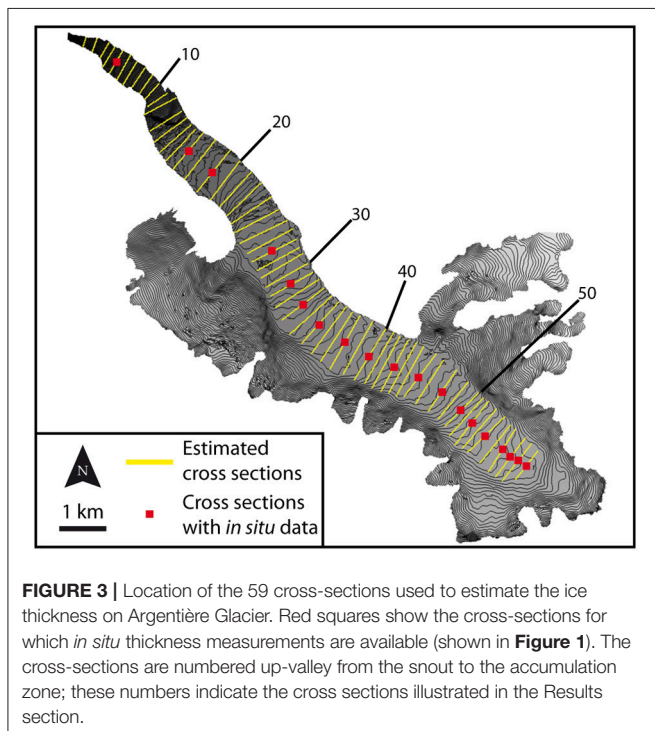 10
20
30
40
50
N
1 km
Estimated
cross sections
Cross sections
with in situ data
FIGURE 3 | Location of the 59 cross-sections used to estimate the ice
thickness on Argentière Glacier. Red squares show the cross-sections for
which in situ thickness measurements are available (shown in Figure 1). The
cross-sections are numbered up-valley from the snout to the accumulation
zone; these numbers indicate the cross sections illustrated in the Results
section.